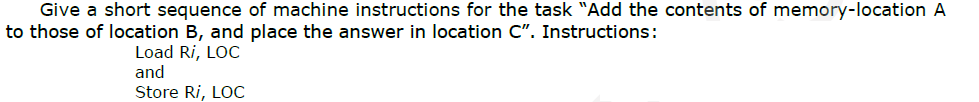 Give a short sequence of machine instructions for the task “Add the contents of memory-location A
to those of location B, and place the answer in location C”. Instructions:
Load Ri, LOC
and
Store Ri, LOC